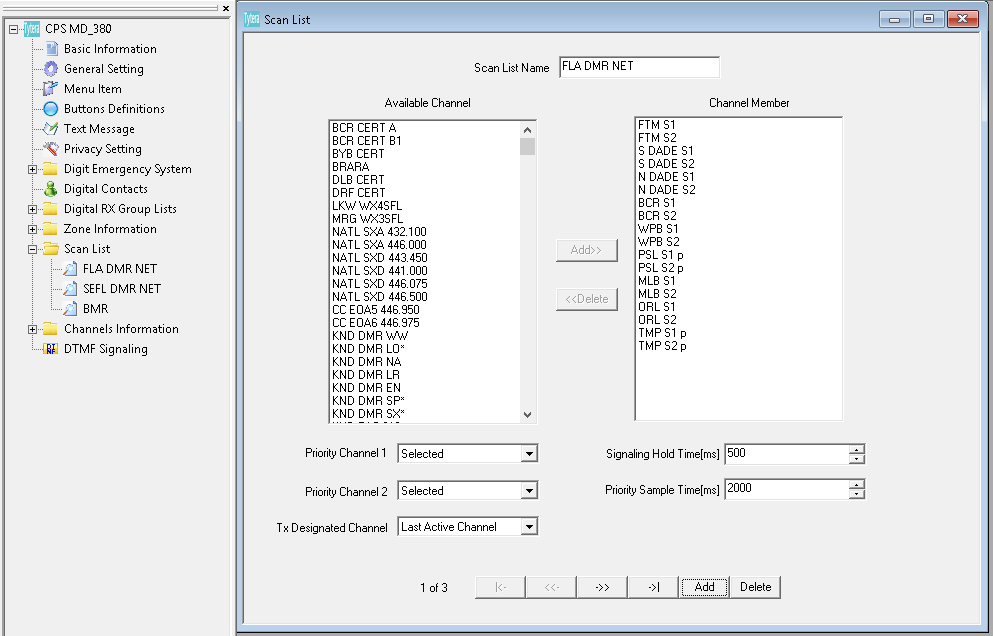 CPS MD_380
Basic Information
General Setting
Menu Item
Buttons Definitions
Text Message
Privacy Setting
Digit Emergency System
Digital Contacts
Digital RX Group Lists
Zone Information
Scan List
FLA DMR NET
SEFL DMR NET
BMR
Channels Information
DTMF Signaling
Tytera
Scan List
Scan List Name
FLA DMR NET
Available Channel
BCR CERT A
BCR CERT B1
BYB CERT
BRARA
DLB CERT
DRF CERT
LKW WX4SFL
MRG WX3SFL
NATL SXA 432.100
NATL SXA 446.000
NATL SXD 443.450
NATL SXD 441.000
NATL SXD 446.075
NATL SXD 446.500
CC EOA5 446.950
CC EOA6 446.975
KND DMR WW
KND DMR LO*
KND DMR NA
KND DMR LR
KND DMR EN
KND DMR SP*
KND DMR SX*
Add>>
<<Delete
Channel Member
FTM S1
FTM S2
S DADE S1
S DADE S2
N DADE S1
N DADE S2
BCR S1
BCR S2
WPB S1
WPB S2
PSL S1 p
PSL S2 p
MLB S1
MLB S2
ORL S1
ORL S2
TMP S1 p
TMP S2 p
Priority Channel 1 Selected
Signaling Hold Time[ms] 500
Priority Channel 2 Selected
Priority Sample Time[ms] 2000
Tx Designated Channel Last Active Channel
1 of 3 |<- <<- ->> ->| Add Delete